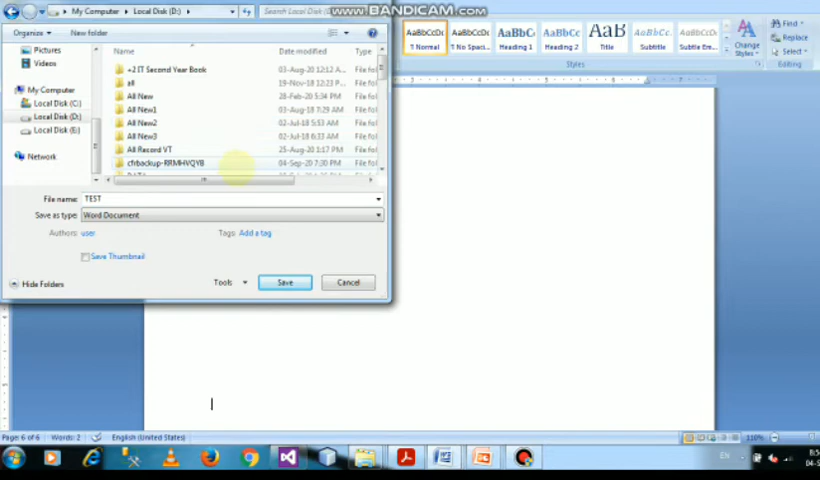 WWW.BANDICAM.COM
My Computer ▸ Local Disk (D:) ▸
Search Local Disk (D:)
Organize
New folder
Pictures
Videos
My Computer
Local Disk (C:)
Local Disk (D:)
Local Disk (E:)
Network
Name Date modified Type
+2 IT Second Year Book 03-Aug-20 12:12 A... File fol
all 19-Nov-18 12:23 P... File fol
All New 28-Feb-20 5:34 PM File fol
All New1 03-Aug-18 7:29 AM File fol
All New2 02-Jul-18 5:53 AM File fol
All New3 02-Jul-18 6:33 AM File fol
All Record VT 25-Aug-20 1:17 PM File fol
cfrbackup-RRMHVQYB 04-Sep-20 7:30 PM File fol
File name: TEST
Save as type: Word Document
Authors: user
Tags: Add a tag
Save Thumbnail
Hide Folders
Tools
Save
Cancel
AaBbCcDc AaBbCcDc AaBbC AaBbCc AaB AaBbCc. AaBbCcD
¶ Normal ¶ No Spaci... Heading 1 Heading 2 Title Subtitle Subtle Em...
Change
Styles
Styles
Find
Replace
Select
Editing
Page: 6 of 6 Words: 2 English (United States)
110%
EN